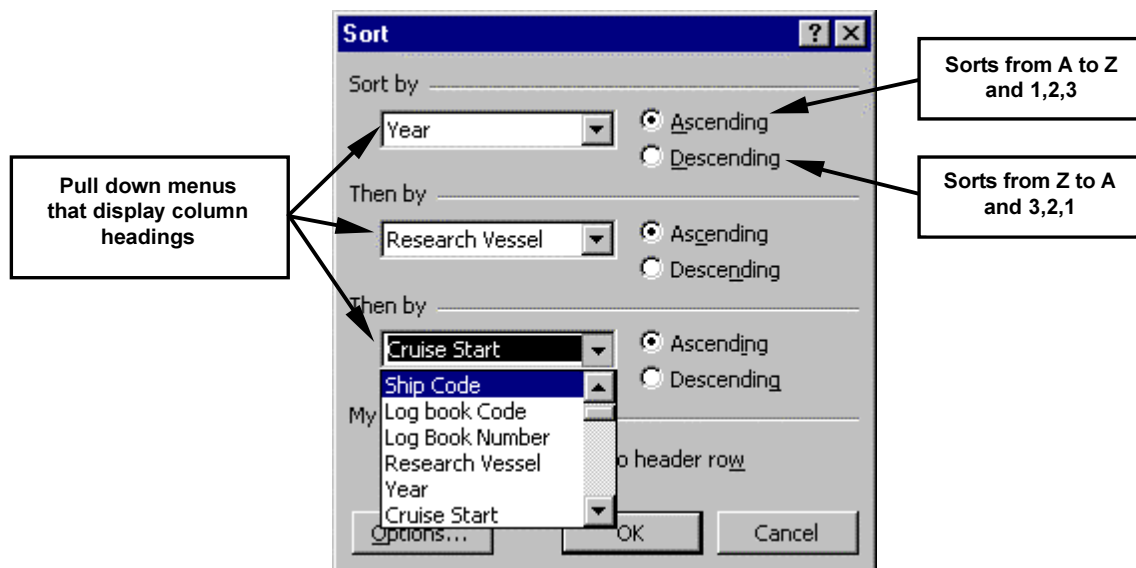 Sort
Sort by
Year
Ascending
Descending
Then by
Research Vessel
Ascending
Descending
Then by
Cruise Start
Ascending
Descending
Ship Code
Log book Code
Log Book Number
Research Vessel
Year
Cruise Start
My
o header row
Options...
OK
Cancel
Pull down menus
that display column
headings
Sorts from A to Z
and 1,2,3
Sorts from Z to A
and 3,2,1